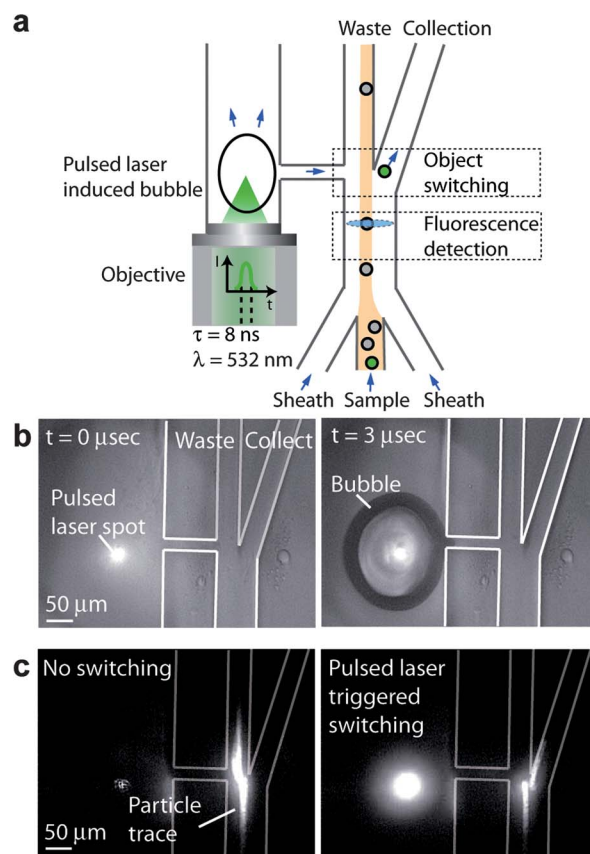 a
Waste Collection
Pulsed laser
induced bubble
Object
switching
Fluorescence
detection
Objective
I
t
τ = 8 ns
λ = 532 nm
Sheath Sample Sheath
b
t = 0 μsec
Waste Collect
Pulsed
laser spot
50 μm
t = 3 μsec
Bubble
c
No switching
Particle
trace
50 μm
Pulsed laser
triggered
switching